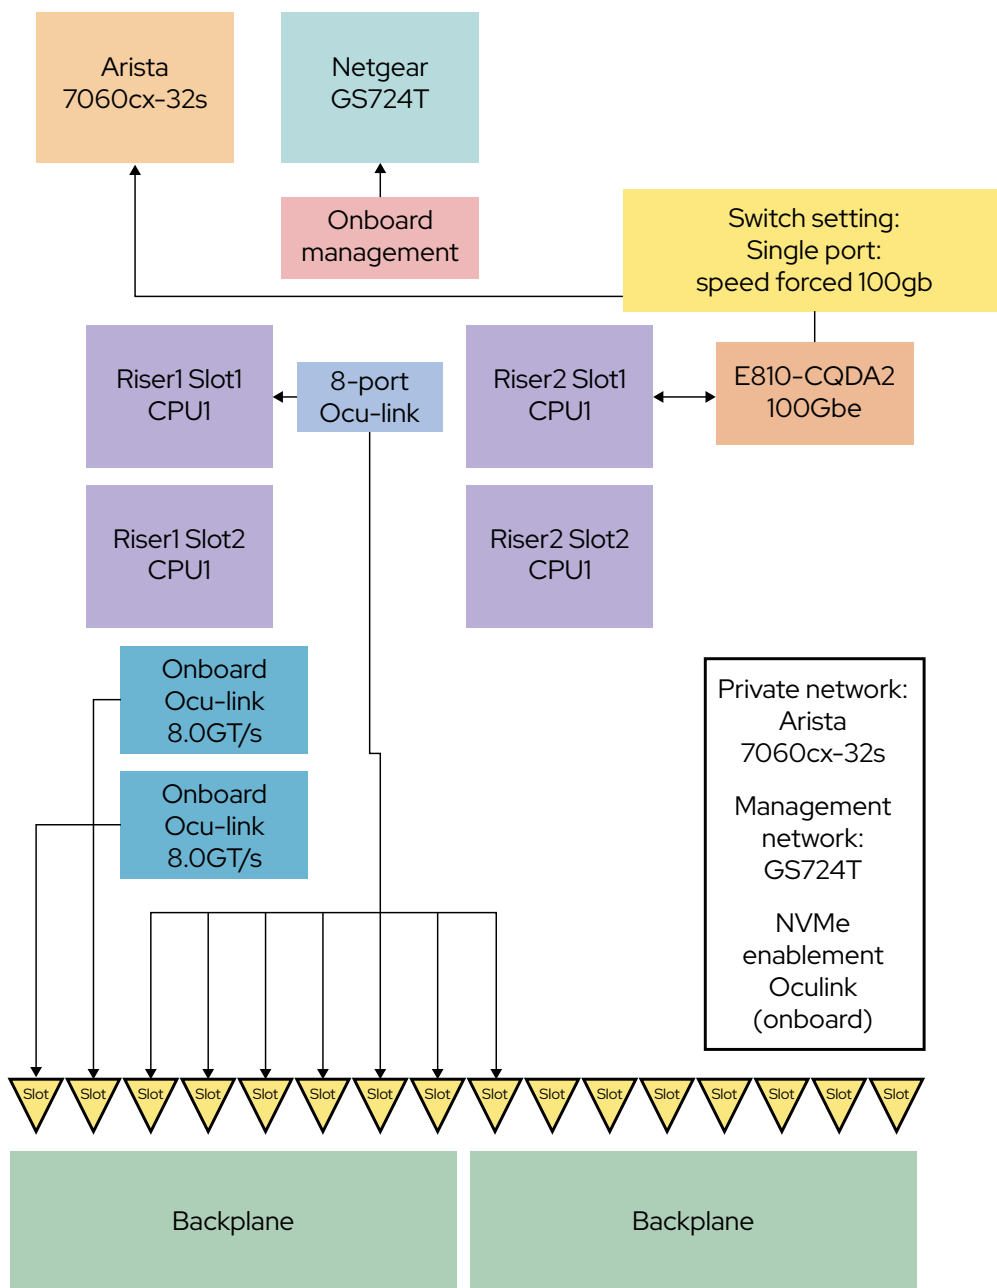 Arista
7060cx-32s
Netgear
GS724T
Onboard
management
Switch setting:
Single port:
speed forced 100gb
Riser1 Slot1
CPU1
8-port
Ocu-link
Riser2 Slot1
CPU1
E810-CQDA2
100Gbe
Riser1 Slot2
CPU1
Riser2 Slot2
CPU1
Onboard
Ocu-link
8.0GT/s
Onboard
Ocu-link
8.0GT/s
Private network:
Arista
7060cx-32s
Management
network:
GS724T
NVMe
enablement
Oculink
(onboard)
Slot Slot Slot Slot Slot Slot Slot Slot Slot Slot Slot Slot Slot Slot Slot Slot
Backplane
Backplane